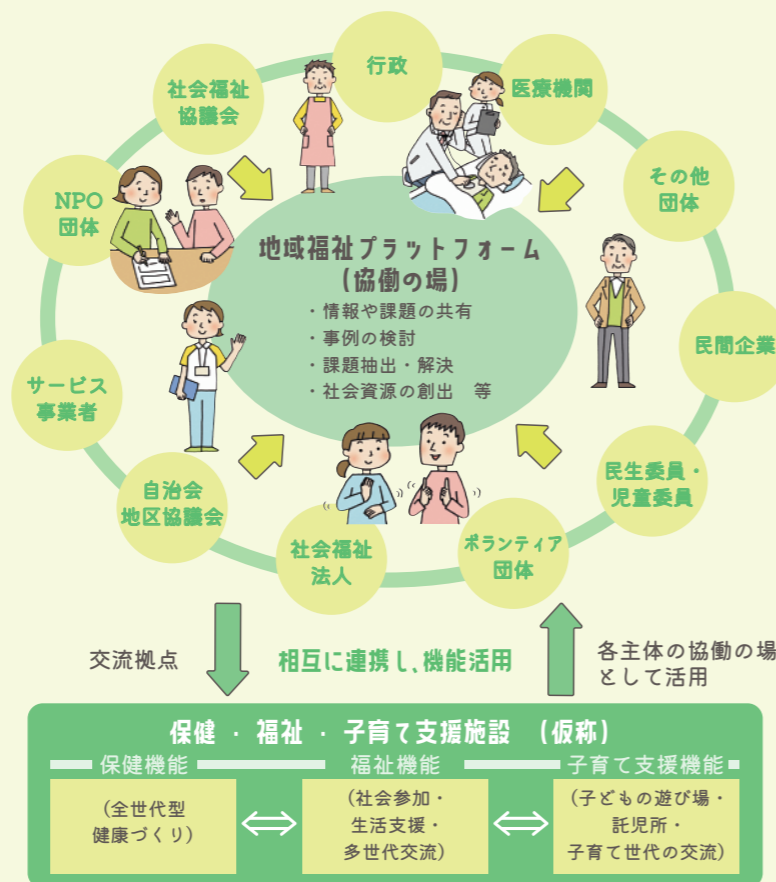 行政
社会福祉
協議会
医療機関
NPO
団体
その他
団体
地域福祉プラットフォーム
(協働の場)
・情報や課題の共有
・事例の検討
・課題抽出・解決
・社会資源の創出　等
民間企業
サービス
事業者
自治会
地区協議会
民生委員・
児童委員
社会福祉
法人
ボランティア
団体
交流拠点
相互に連携し、機能活用
各主体の協働の場
として活用
保健 ・ 福祉 ・ 子育て支援施設　(仮称)
保健機能
福祉機能
子育て支援機能
(全世代型
健康づくり)
(社会参加・
生活支援・
多世代交流)
(子どもの遊び場・
託児所・
子育て世代の交流)